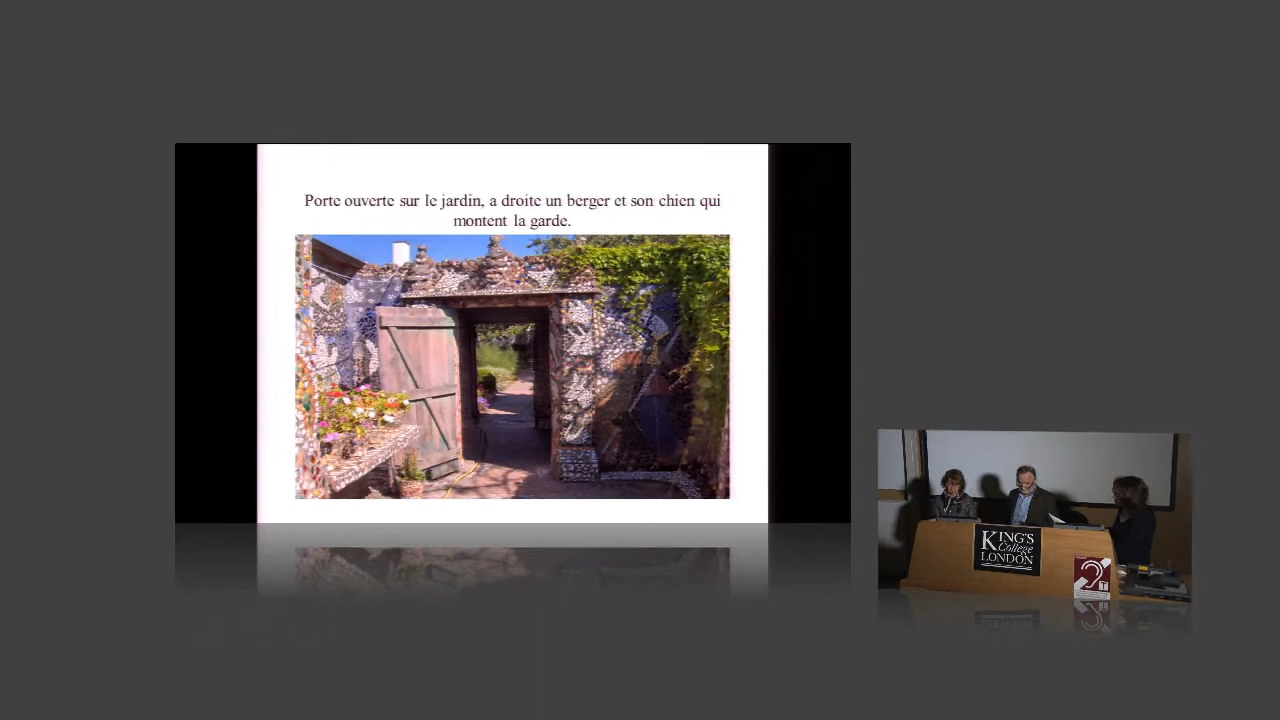 Porte ouverte sur le jardin, a droite un berger et son chien qui
montent la garde.
KING'S
College
LONDON
T